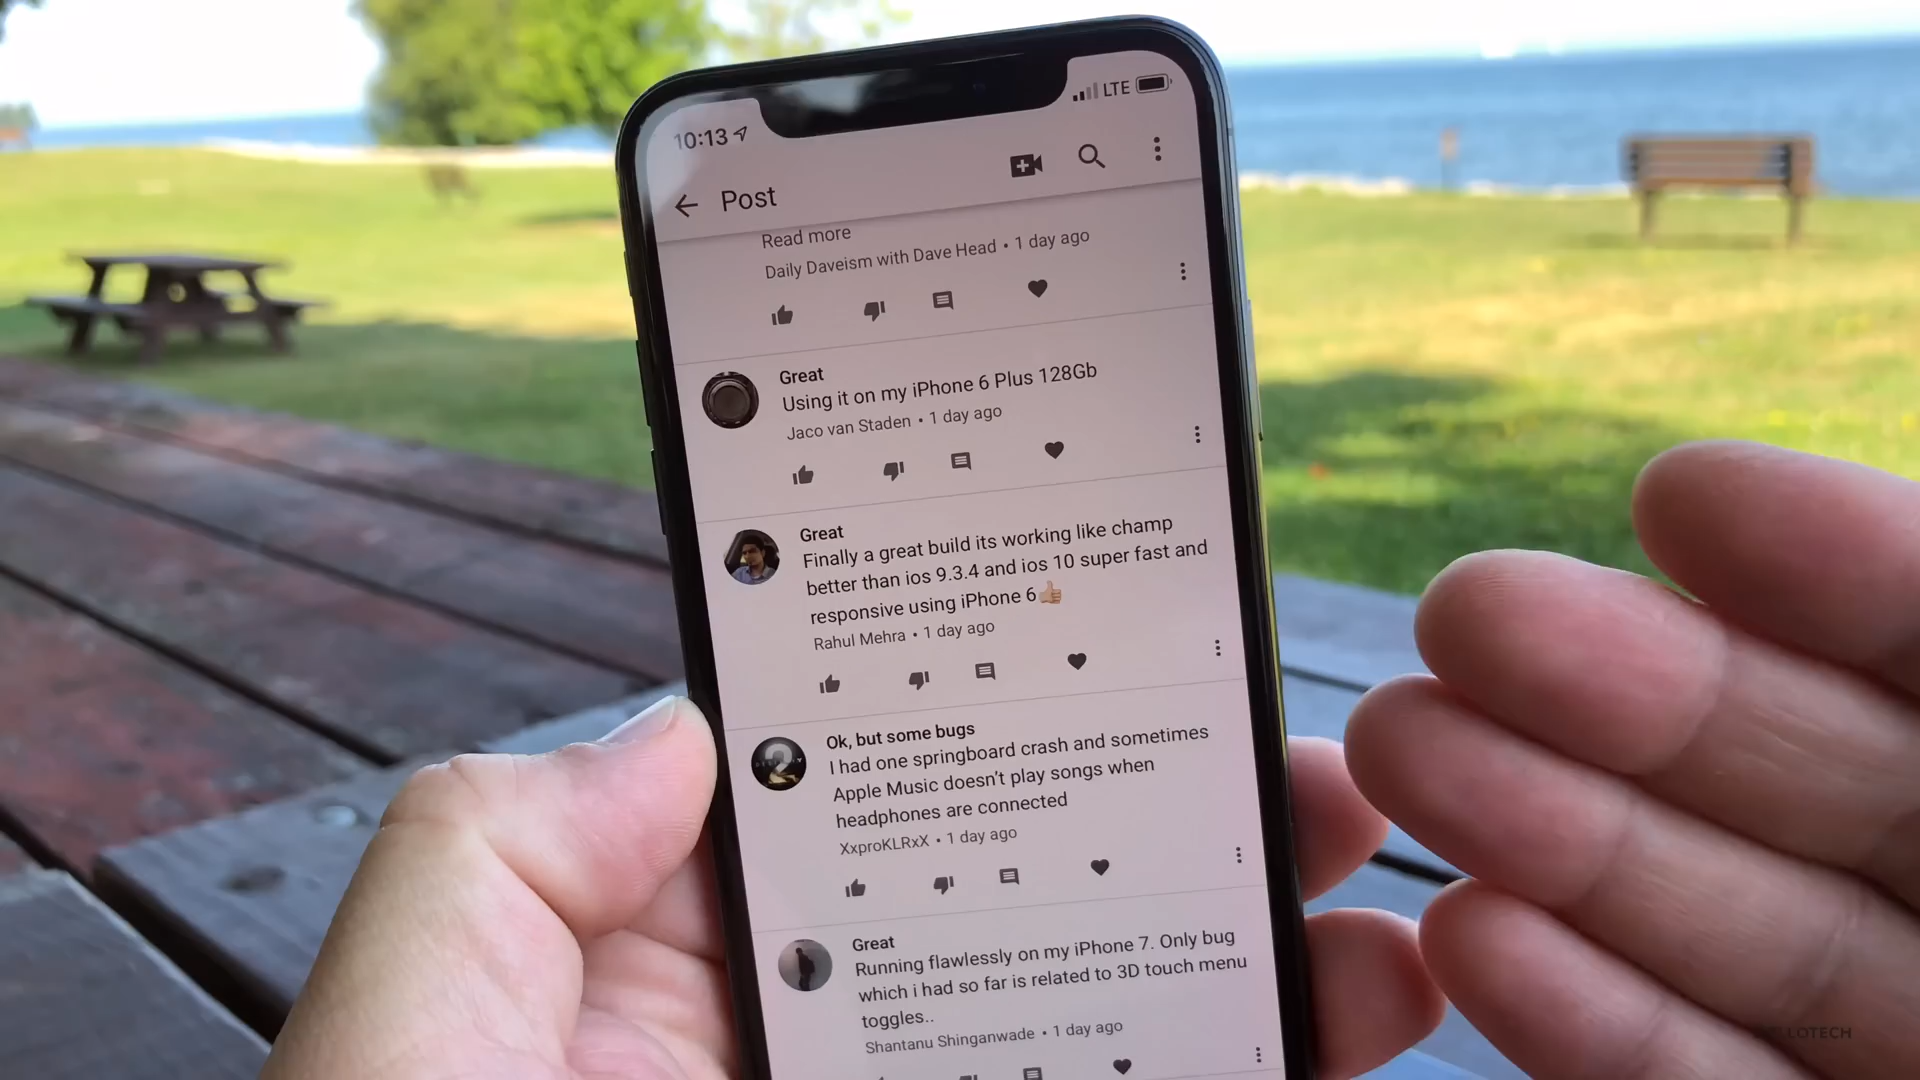 10:13
LTE
Post
Read more
Daily Daveism with Dave Head • 1 day ago
Great
Using it on my iPhone 6 Plus 128Gb
Jaco van Staden • 1 day ago
Great
Finally a great build its working like champ
better than ios 9.3.4 and ios 10 super fast and
responsive using iPhone 6👍🏼
Rahul Mehra • 1 day ago
Ok, but some bugs
I had one springboard crash and sometimes
Apple Music doesn't play songs when
headphones are connected
XxproKLRxX • 1 day ago
Great
Running flawlessly on my iPhone 7. Only bug
which i had so far is related to 3D touch menu
toggles..
Shantanu Shinganwade • 1 day ago